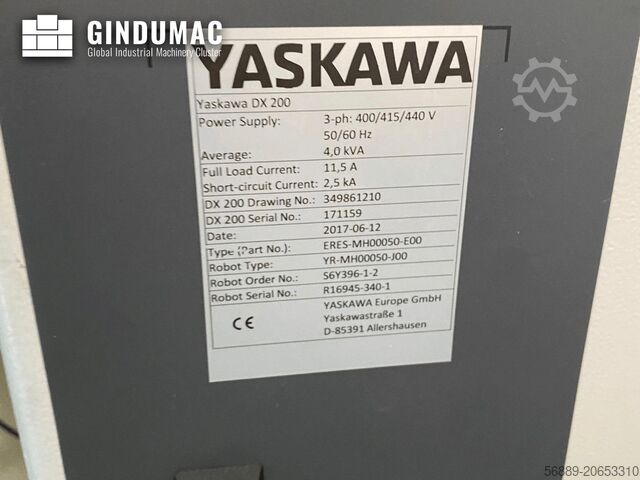 GINDUMAC
Global Industrial Machinery Cluster
YASKAWA
Yaskawa DX 200
Power Supply: 3-ph: 400/415/440 V
50/60 Hz
Average: 4,0 kVA
Full Load Current: 11,5 A
Short-circuit Current: 2,5 kA
DX 200 Drawing No.: 349861210
DX 200 Serial No.: 171159
Date: 2017-06-12
Type (Part No.): ERES-MH00050-E00
Robot Type: YR-MH00050-J00
Robot Order No.: S6Y396-1-2
Robot Serial No.: R16945-340-1
YASKAWA Europe GmbH
CE Yaskawastraße 1
D-85391 Allershausen
56889-20653310